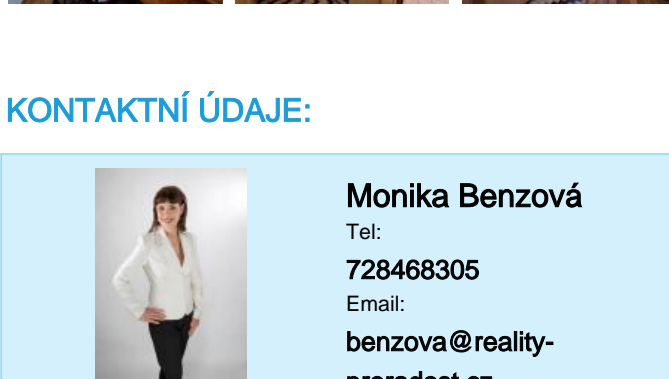 KONTAKTNÍ ÚDAJE:
Monika Benzová
Tel:
728468305
Email:
benzova@reality-